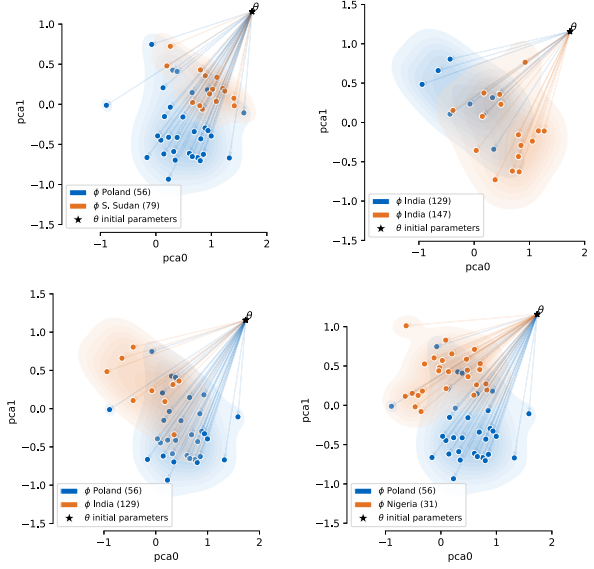 θ
1.0
0.5
0.0
−0.5
−1.0
−1.5
pca1
ϕ Poland (56)
ϕ S. Sudan (79)
θ initial parameters
−1
0
1
2
pca0
1.5
θ
1.0
0.5
0.0
−0.5
−1.0
−1.5
pca1
ϕ India (129)
ϕ India (147)
θ initial parameters
−1
0
1
2
pca0
1.5
θ
1.0
0.5
0.0
−0.5
−1.0
−1.5
pca1
ϕ Poland (56)
ϕ India (129)
θ initial parameters
−1
0
1
2
pca0
θ
1.0
0.5
0.0
−0.5
−1.0
−1.5
pca1
ϕ Poland (56)
ϕ Nigeria (31)
θ initial parameters
−1
0
1
2
pca0